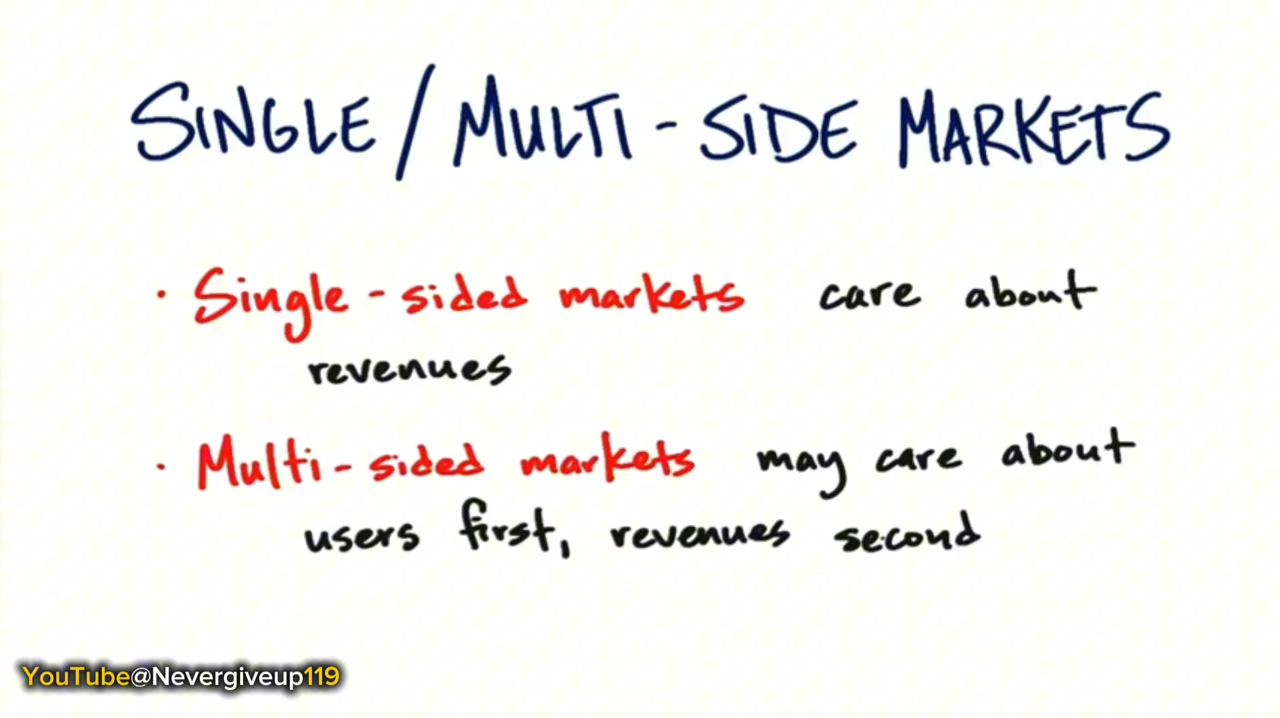 SINGLE / MULTI-SIDE MARKETS
· Single-sided markets care about
revenues
· Multi-sided markets may care about
users first, revenues second
YouTube@Nevergiveup119